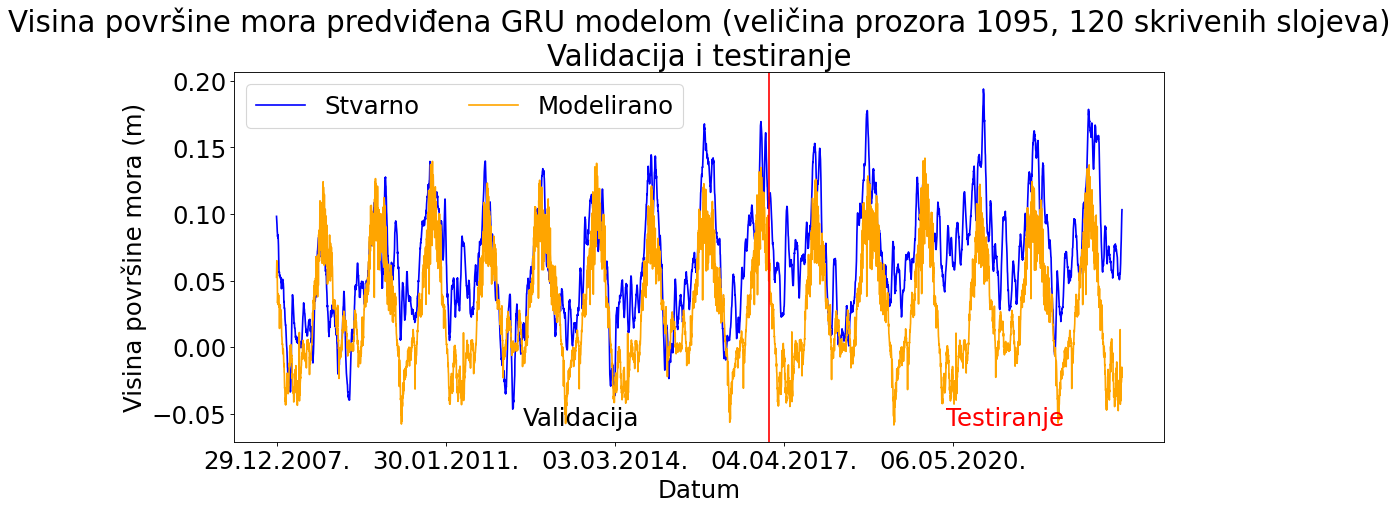 Visina površine mora predviđena GRU modelom (veličina prozora 1095, 120 skrivenih slojeva)
Validacija i testiranje
Stvarno
Modelirano
Visina površine mora (m)
0.20
0.15
0.10
0.05
0.00
−0.05
Validacija
Testiranje
29.12.2007.
30.01.2011.
03.03.2014.
04.04.2017.
06.05.2020.
Datum